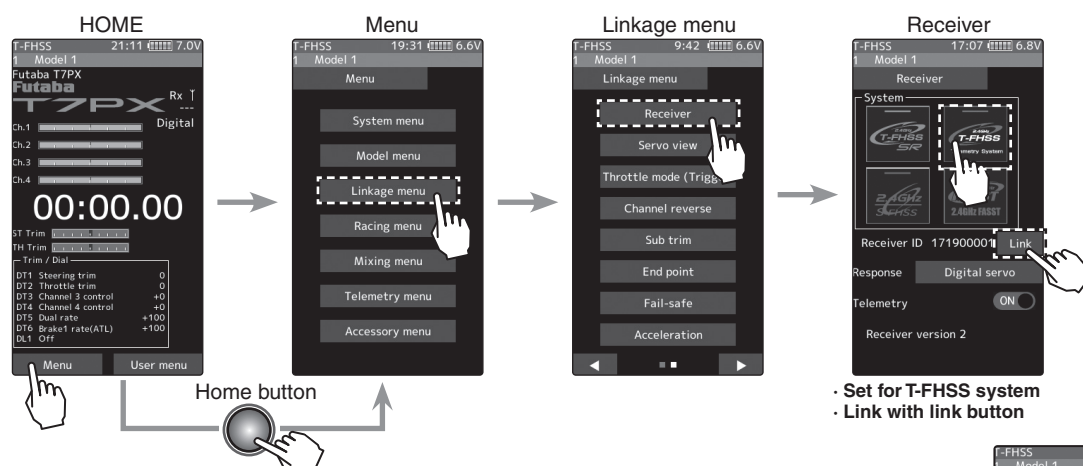 HOME
T-FHSS 21:11 7.0V
1 Model 1
Futaba T7PX
Futaba
T7PX
Rx
---
Digital
Ch.1
Ch.2
Ch.3
Ch.4
00:00.00
ST Trim
TH Trim
Trim / Dial
DT1 Steering trim 0
DT2 Throttle trim 0
DT3 Channel 3 control +0
DT4 Channel 4 control +0
DT5 Dual rate +100
DT6 Brake1 rate(ATL) +100
DL1 Off
Menu User menu
Home button
Menu
T-FHSS 19:31 6.6V
1 Model 1
Menu
System menu
Model menu
Linkage menu
Racing menu
Mixing menu
Telemetry menu
Accessory menu
Linkage menu
T-FHSS 9:42 6.6V
1 Model 1
Linkage menu
Receiver
Servo view
Throttle mode (Trigg
Channel reverse
Sub trim
End point
Fail-safe
Acceleration
Receiver
T-FHSS 17:07 6.8V
1 Model 1
Receiver
System
2.4GHz
T-FHSS
SR
2.4GHz
T-FHSS
System
2.4GHz
S-FHSS
2.4GHz FASST
Receiver ID 171900001 Link
Response Digital servo
Telemetry ON
Receiver version 2
· Set for T-FHSS system
· Link with link button
T-FHSS
Model 1